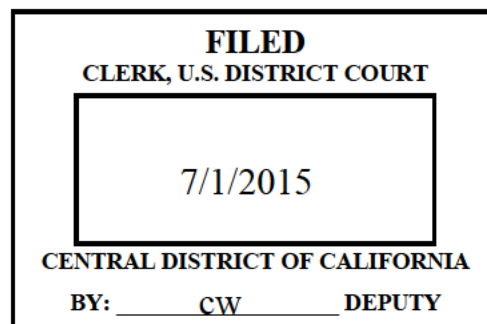 FILED
CLERK, U.S. DISTRICT COURT
7/1/2015
CENTRAL DISTRICT OF CALIFORNIA
BY: cw DEPUTY